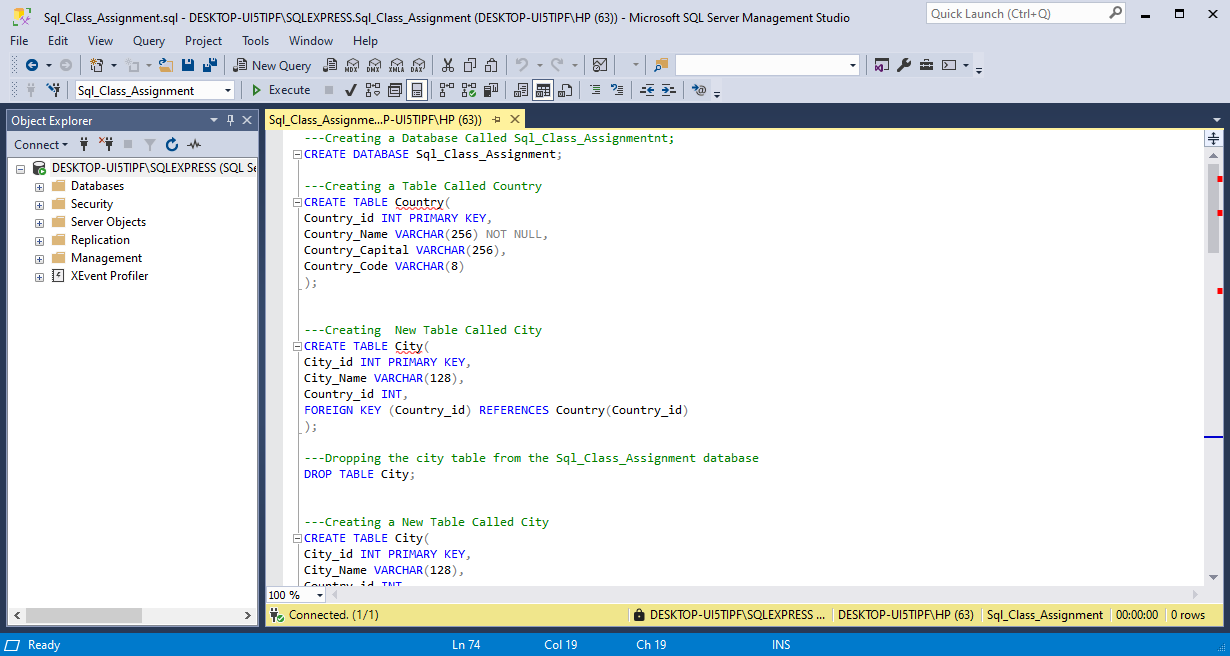 Sql_Class_Assignment.sql - DESKTOP-UI5TIPF\SQLEXPRESS.Sql_Class_Assignment (DESKTOP-UI5TIPF\HP (63)) - Microsoft SQL Server Management Studio
Quick Launch (Ctrl+Q)
File Edit View Query Project Tools Window Help
New Query MDX DMX XMLA DAX
Sql_Class_Assignment Execute
Object Explorer
Sql_Class_Assignme...P-UI5TIPF\HP (63))
Connect
DESKTOP-UI5TIPF\SQLEXPRESS (SQL Se
Databases
Security
Server Objects
Replication
Management
XEvent Profiler
---Creating a Database Called Sql_Class_Assignmentnt;
CREATE DATABASE Sql_Class_Assignment;
---Creating a Table Called Country
CREATE TABLE Country(
Country_id INT PRIMARY KEY,
Country_Name VARCHAR(256) NOT NULL,
Country_Capital VARCHAR(256),
Country_Code VARCHAR(8)
);
---Creating  New Table Called City
CREATE TABLE City(
City_id INT PRIMARY KEY,
City_Name VARCHAR(128),
Country_id INT,
FOREIGN KEY (Country_id) REFERENCES Country(Country_id)
);
---Dropping the city table from the Sql_Class_Assignment database
DROP TABLE City;
---Creating a New Table Called City
CREATE TABLE City(
City_id INT PRIMARY KEY,
City_Name VARCHAR(128),
Country_id INT,
100 %
Connected. (1/1) DESKTOP-UI5TIPF\SQLEXPRESS ... DESKTOP-UI5TIPF\HP (63) Sql_Class_Assignment 00:00:00 0 rows
Ready Ln 74 Col 19 Ch 19 INS